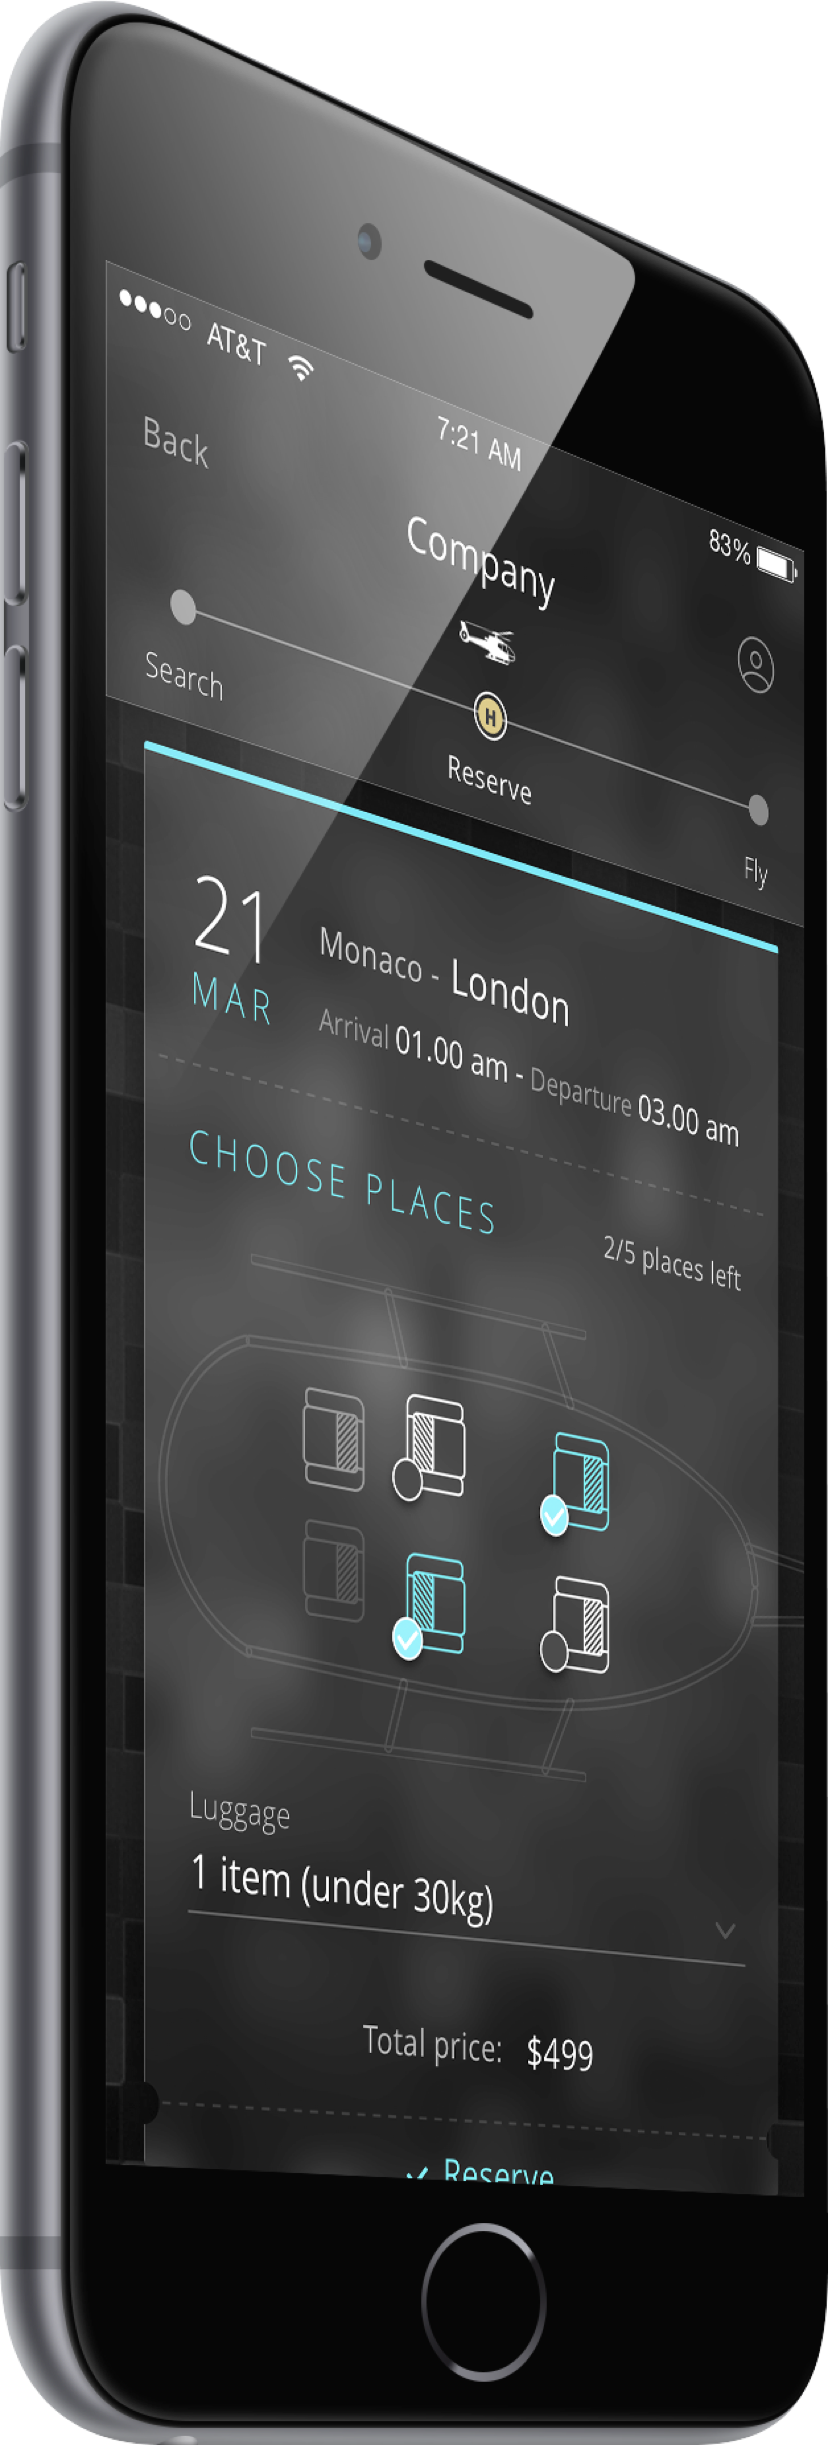 AT&T
7:21 AM
83%
Back
Company
Search
H
Reserve
Fly
21
MAR
Monaco - London
Arrival 01.00 am - Departure 03.00 am
CHOOSE PLACES
2/5 places left
Luggage
1 item (under 30kg)
Total price: $499
Reserve